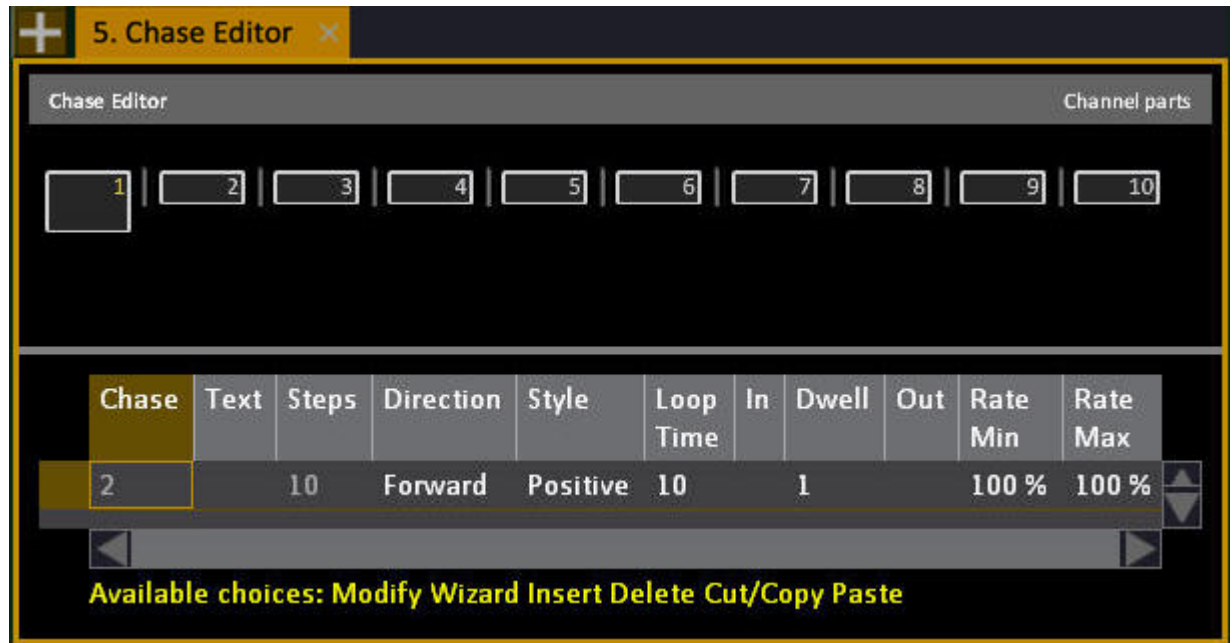 5. Chase Editor ×
Chase Editor Channel parts
1 2 3 4 5 6 7 8 9 10
Chase Text Steps Direction Style Loop Time In Dwell Out Rate Min Rate Max
2 10 Forward Positive 10 1 100 % 100 %
Available choices: Modify Wizard Insert Delete Cut/Copy Paste